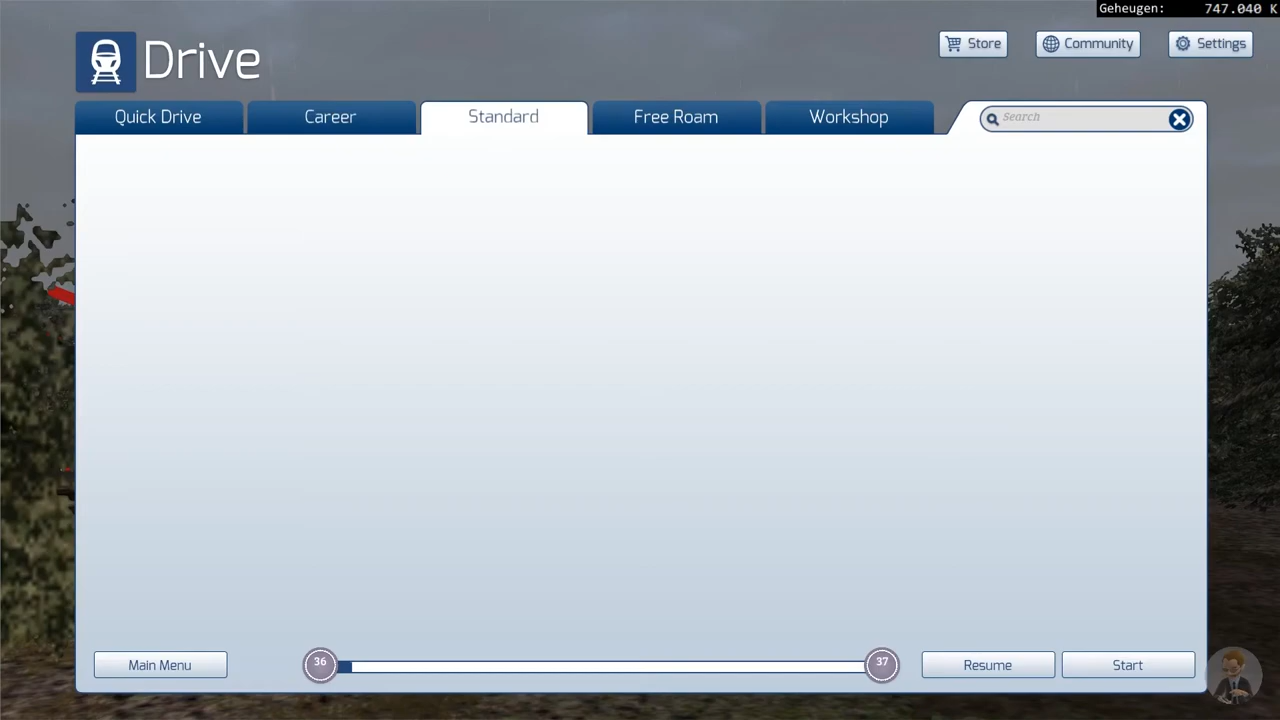 Geheugen: 747.040 K
Drive
Store
Community
Settings
Quick Drive
Career
Standard
Free Roam
Workshop
Search
Main Menu
36
37
Resume
Start